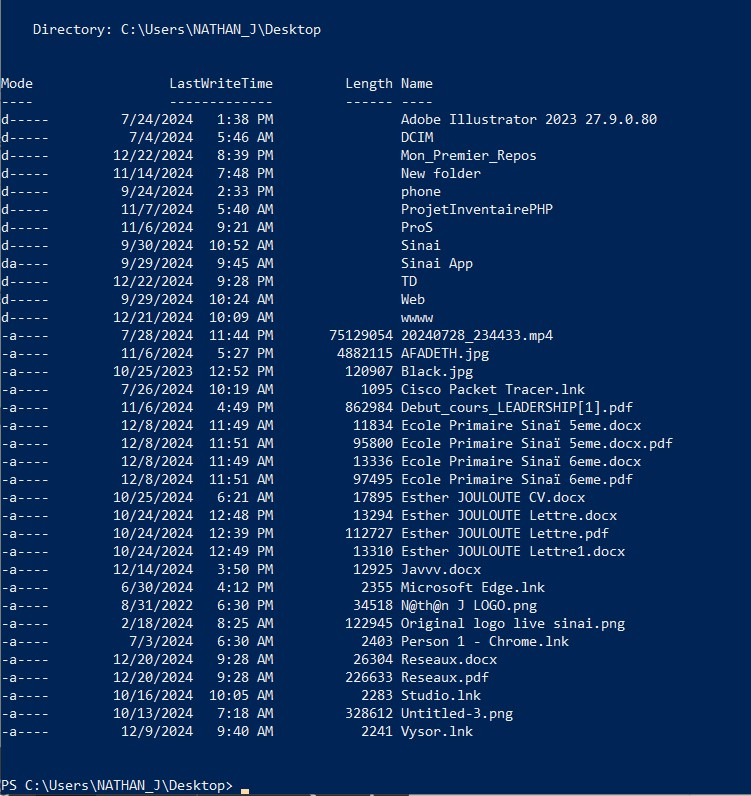 Directory: C:\Users\NATHAN_J\Desktop
Mode LastWriteTime Length Name
---- ------------- ------ ----
d----- 7/24/2024 1:38 PM Adobe Illustrator 2023 27.9.0.80
d----- 7/4/2024 5:46 AM DCIM
d----- 12/22/2024 8:39 PM Mon_Premier_Repos
d----- 11/14/2024 7:48 PM New folder
d----- 9/24/2024 2:33 PM phone
d----- 11/7/2024 5:40 AM ProjetInventairePHP
d----- 11/6/2024 9:21 AM ProS
d----- 9/30/2024 10:52 AM Sinai
da---- 9/29/2024 9:45 AM Sinai App
d----- 12/22/2024 9:28 PM TD
d----- 9/29/2024 10:24 AM Web
d----- 12/21/2024 10:09 AM wwww
-a---- 7/28/2024 11:44 PM 75129054 20240728_234433.mp4
-a---- 11/6/2024 5:27 PM 4882115 AFADETH.jpg
-a---- 10/25/2023 12:52 PM 120907 Black.jpg
-a---- 7/26/2024 10:19 AM 1095 Cisco Packet Tracer.lnk
-a---- 11/6/2024 4:49 PM 862984 Debut_cours_LEADERSHIP[1].pdf
-a---- 12/8/2024 11:49 AM 11834 Ecole Primaire Sinaï 5eme.docx
-a---- 12/8/2024 11:51 AM 95800 Ecole Primaire Sinaï 5eme.docx.pdf
-a---- 12/8/2024 11:49 AM 13336 Ecole Primaire Sinaï 6eme.docx
-a---- 12/8/2024 11:51 AM 97495 Ecole Primaire Sinaï 6eme.pdf
-a---- 10/25/2024 6:21 AM 17895 Esther JOULOUTE CV.docx
-a---- 10/24/2024 12:48 PM 13294 Esther JOULOUTE Lettre.docx
-a---- 10/24/2024 12:39 PM 112727 Esther JOULOUTE Lettre.pdf
-a---- 10/24/2024 12:49 PM 13310 Esther JOULOUTE Lettre1.docx
-a---- 12/14/2024 3:50 PM 12925 Javvv.docx
-a---- 6/30/2024 4:12 PM 2355 Microsoft Edge.lnk
-a---- 8/31/2022 6:30 PM 34518 N@th@n J LOGO.png
-a---- 2/18/2024 8:25 AM 122945 Original logo live sinai.png
-a---- 7/3/2024 6:30 AM 2403 Person 1 - Chrome.lnk
-a---- 12/20/2024 9:28 AM 26304 Reseaux.docx
-a---- 12/20/2024 9:28 AM 226633 Reseaux.pdf
-a---- 10/16/2024 10:05 AM 2283 Studio.lnk
-a---- 10/13/2024 7:18 AM 328612 Untitled-3.png
-a---- 12/9/2024 9:40 AM 2241 Vysor.lnk
PS C:\Users\NATHAN_J\Desktop>